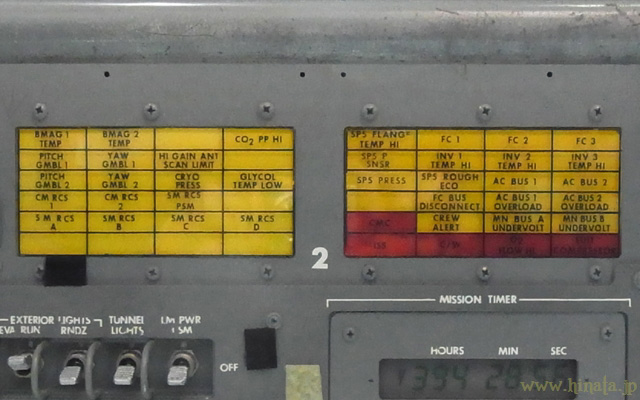 BMAG 1 TEMP
BMAG 2 TEMP
CO2 PP HI
PITCH GMBL 1
YAW GMBL 1
HI GAIN ANT SCAN LIMIT
PITCH GMBL 2
YAW GMBL 2
CRYO PRESS
GLYCOL TEMP LOW
CM RCS 1
CM RCS 2
SM RCS PSM
SM RCS A
SM RCS B
SM RCS C
SM RCS D
SPS FLANGE TEMP HI
FC 1
FC 2
FC 3
SPS P SNSR
INV 1 TEMP HI
INV 2 TEMP HI
INV 3 TEMP HI
SPS PRESS
SPS ROUGH ECO
AC BUS 1
AC BUS 2
FC BUS DISCONNECT
AC BUS 1 OVERLOAD
AC BUS 2 OVERLOAD
CMC
CREW ALERT
MN BUS A UNDERVOLT
MN BUS B UNDERVOLT
ISS
C/W
O2 FLOW HI
2
EXTERIOR LIGHTS
EVA RUN
RNDZ
TUNNEL LIGHTS
LM PWR
OFF
MISSION TIMER
HOURS
MIN
SEC
394
www.hinata.jp